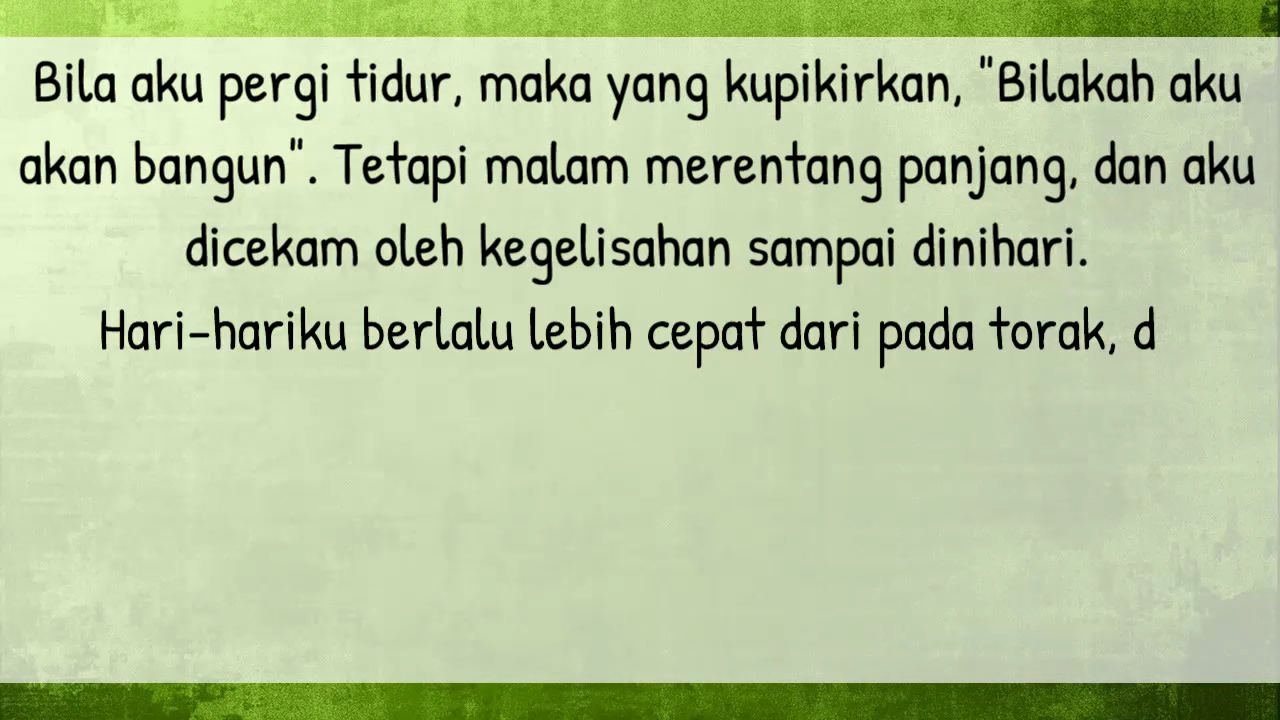 Bila aku pergi tidur, maka yang kupikirkan, "Bilakah aku
akan bangun". Tetapi malam merentang panjang, dan aku
dicekam oleh kegelisahan sampai dinihari.
Hari-hariku berlalu lebih cepat dari pada torak, d